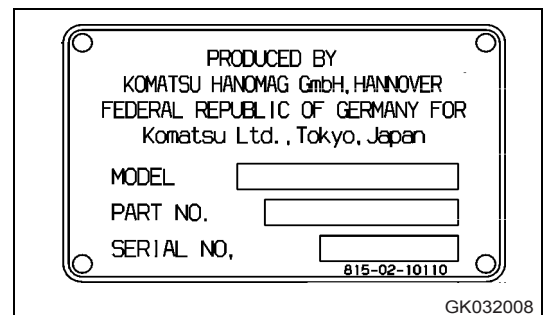 PRODUCED BY
KOMATSU HANOMAG GmbH, HANNOVER
FEDERAL REPUBLIC OF GERMANY FOR
Komatsu Ltd., Tokyo, Japan
MODEL
PART NO.
SERIAL NO,
815-02-10110
GK032008